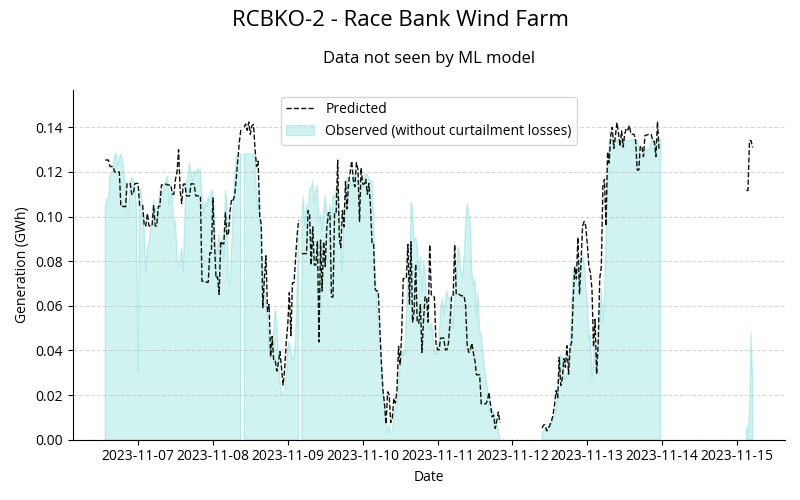 RCBKO-2 - Race Bank Wind Farm
Data not seen by ML model
Predicted
Observed (without curtailment losses)
Generation (GWh)
0.14
0.12
0.10
0.08
0.06
0.04
0.02
0.00
2023-11-07 2023-11-08 2023-11-09 2023-11-10 2023-11-11 2023-11-12 2023-11-13 2023-11-14 2023-11-15
Date